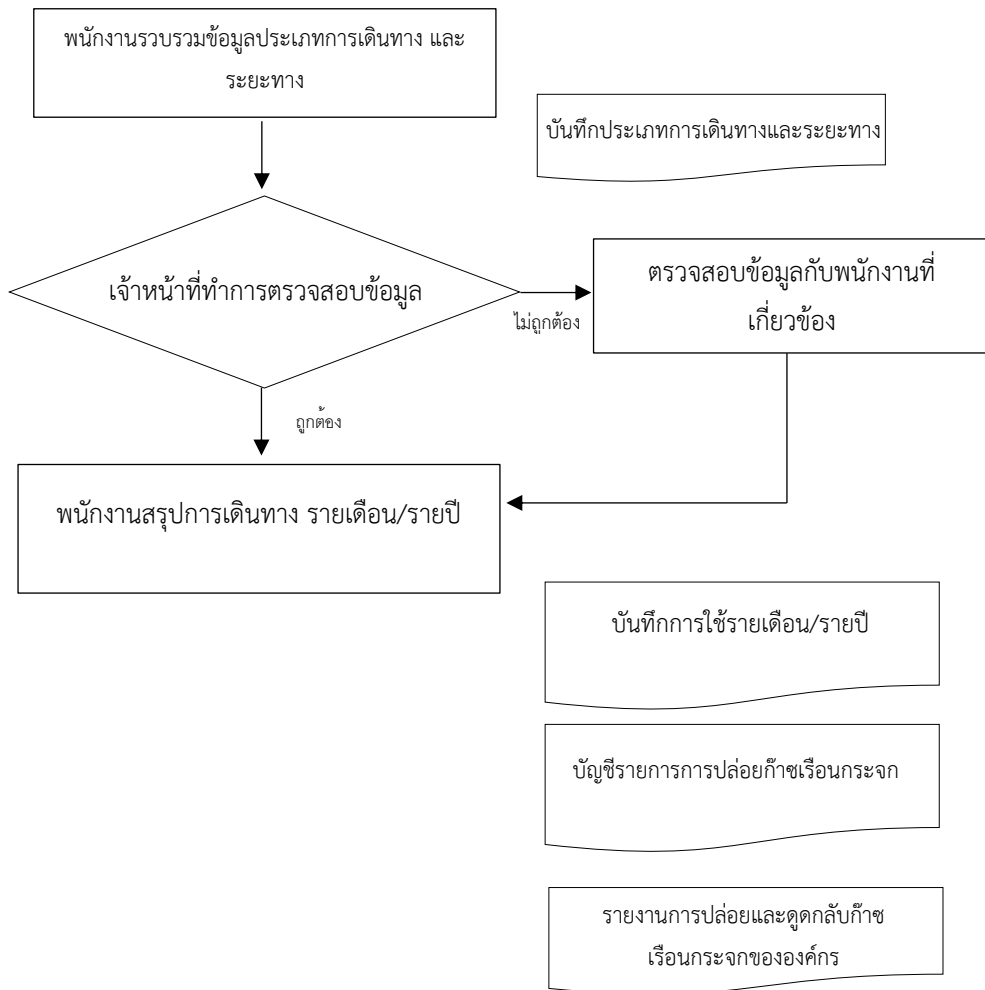 พนักงานรวบรวมข้อมูลประเภทการเดินทาง และ
ระยะทาง
บันทึกประเภทการเดินทางและระยะทาง
เจ้าหน้าที่ทำการตรวจสอบข้อมูล
ไม่ถูกต้อง
ตรวจสอบข้อมูลกับพนักงานที่
เกี่ยวข้อง
ถูกต้อง
พนักงานสรุปการเดินทาง รายเดือน/รายปี
บันทึกการใช้รายเดือน/รายปี
บัญชีรายการการปล่อยก๊าซเรือนกระจก
รายงานการปล่อยและดูดกลับก๊าซ
เรือนกระจกขององค์กร